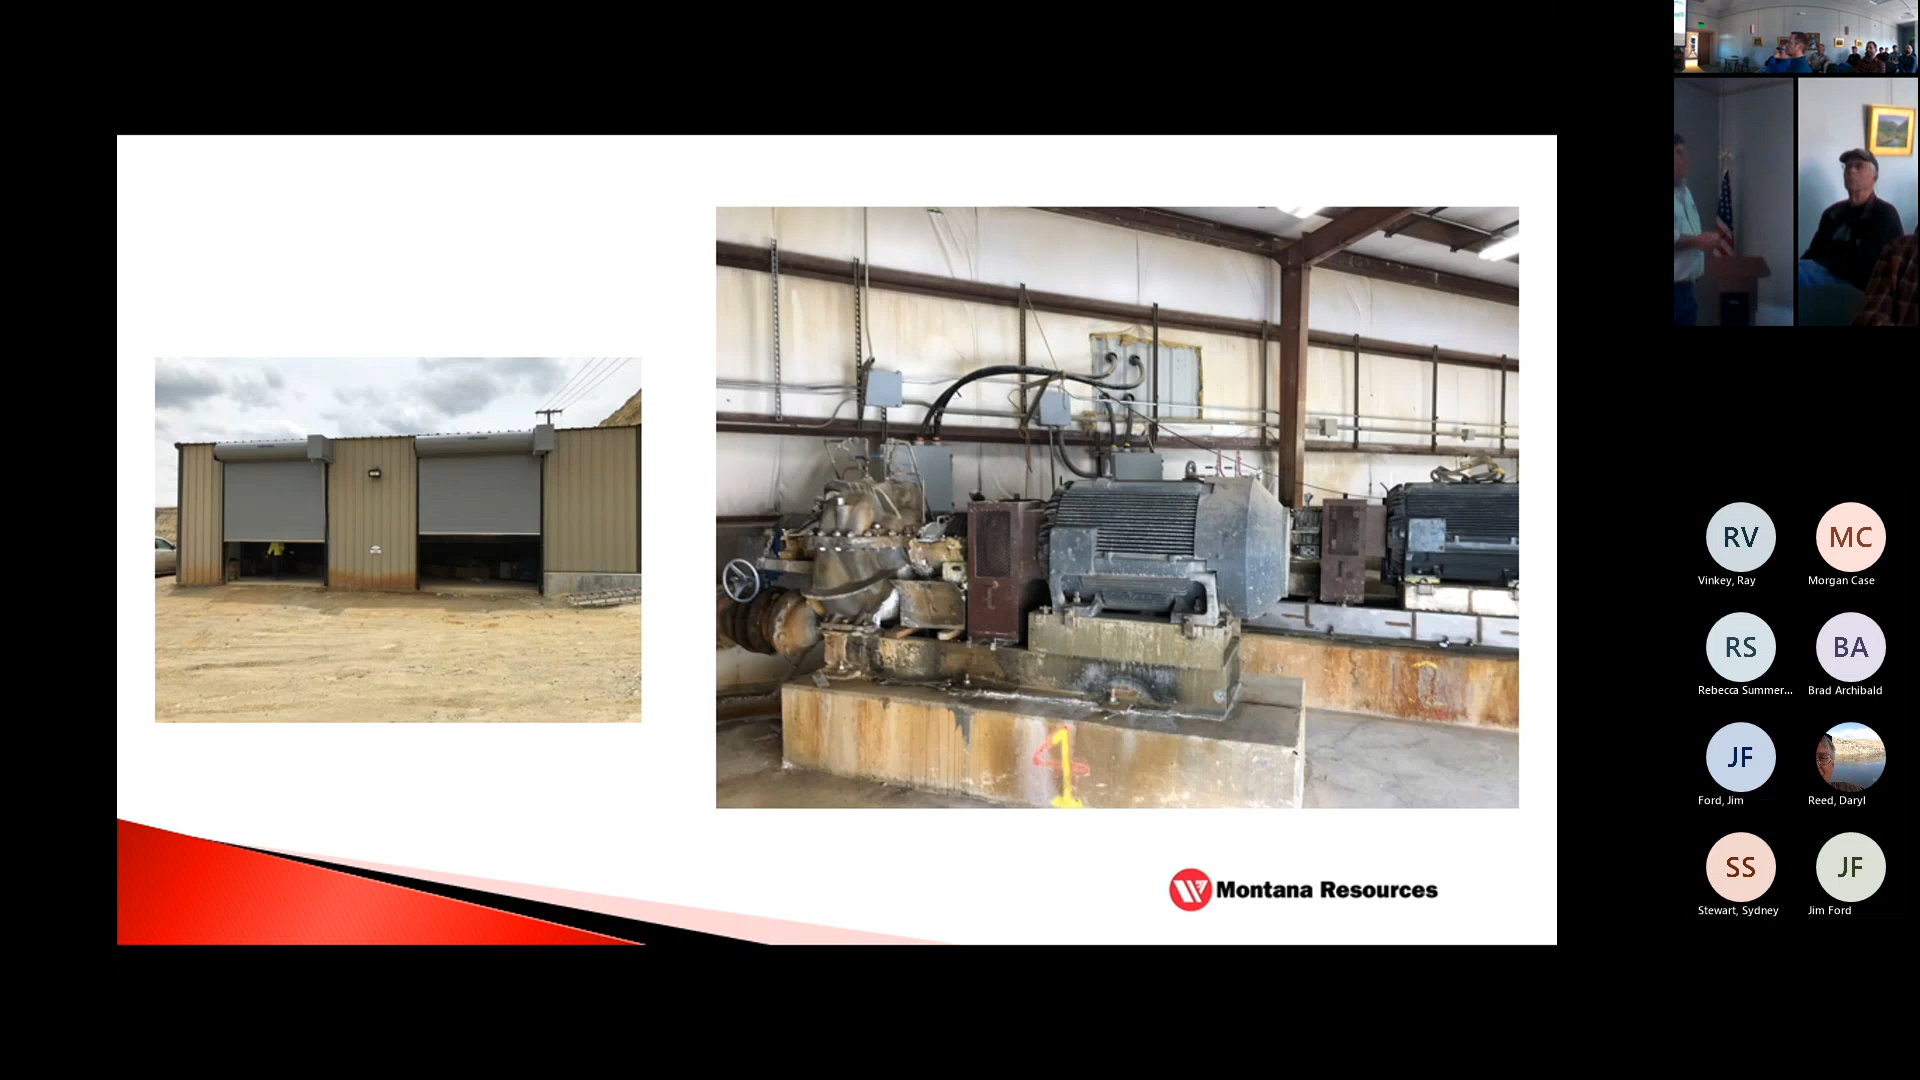 1
Montana Resources
RV
MC
Vinkey, Ray
Morgan Case
RS
BA
Rebecca Summer...
Brad Archibald
JF
Ford, Jim
Reed, Daryl
SS
JF
Stewart, Sydney
Jim Ford